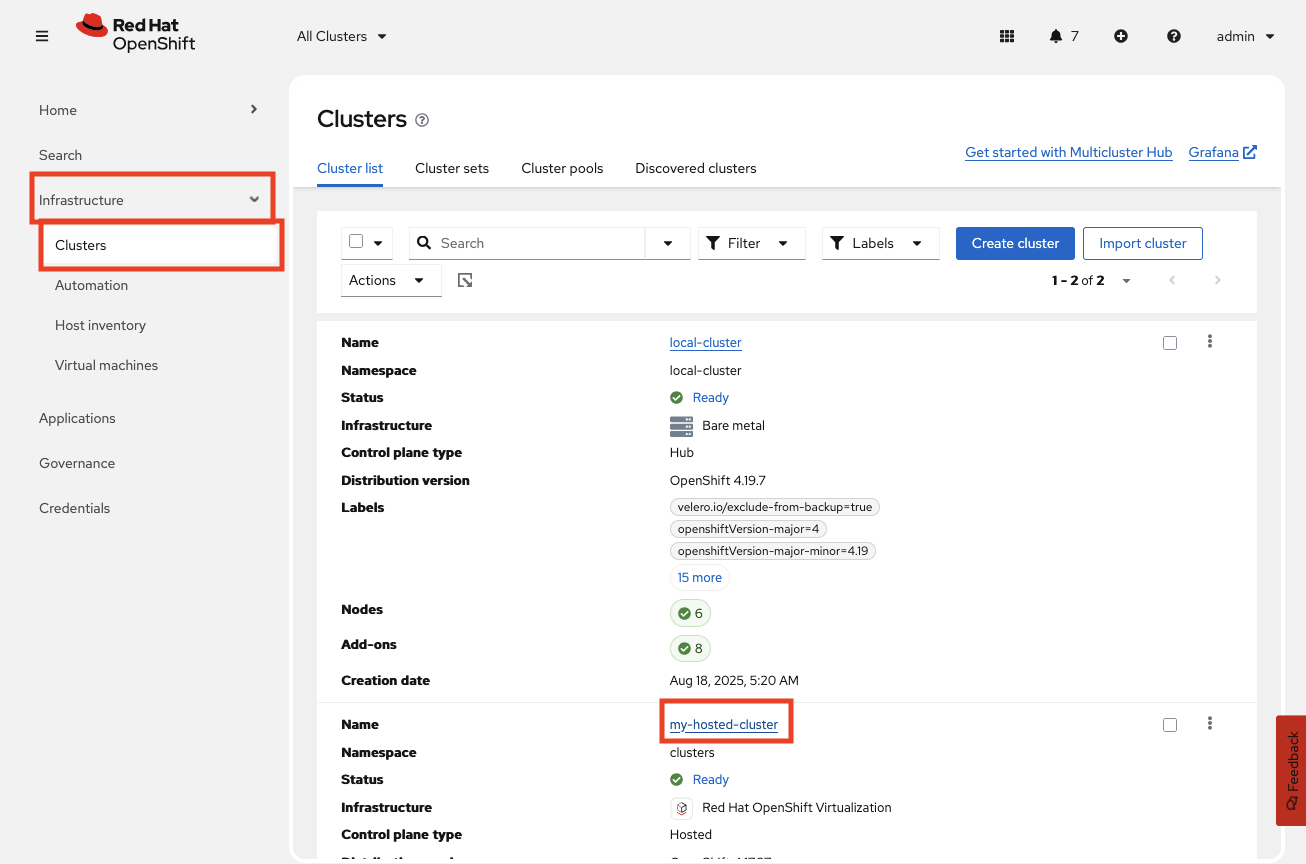 Red Hat
OpenShift
All Clusters
7
admin
Home
Search
Infrastructure
Clusters
Automation
Host inventory
Virtual machines
Applications
Governance
Credentials
Clusters
Get started with Multicluster Hub Grafana
Cluster list Cluster sets Cluster pools Discovered clusters
Search Filter Labels Create cluster Import cluster
Actions 1 - 2 of 2
Name local-cluster
Namespace local-cluster
Status Ready
Infrastructure Bare metal
Control plane type Hub
Distribution version OpenShift 4.19.7
Labels velero.io/exclude-from-backup=true
openshiftVersion-major=4
openshiftVersion-major-minor=4.19
15 more
Nodes 6
Add-ons 8
Creation date Aug 18, 2025, 5:20 AM
Name my-hosted-cluster
Namespace clusters
Status Ready
Infrastructure Red Hat OpenShift Virtualization
Control plane type Hosted
Feedback